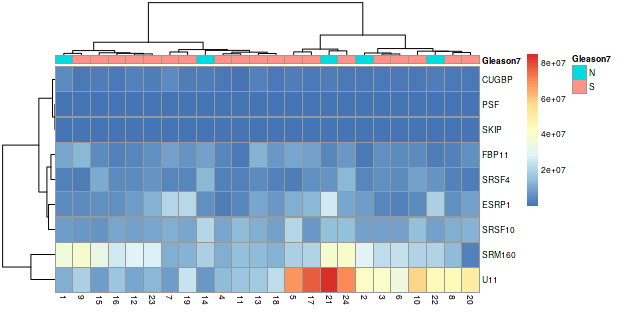 Gleason7
Gleason7
N
S
8e+07
6e+07
4e+07
2e+07
CUGBP
PSF
SKIP
FBP11
SRSF4
ESRP1
SRSF10
SRM160
U11
1 9 15 16 12 23 7 19 14 4 11 13 18 5 17 21 24 2 3 6 10 22 8 20